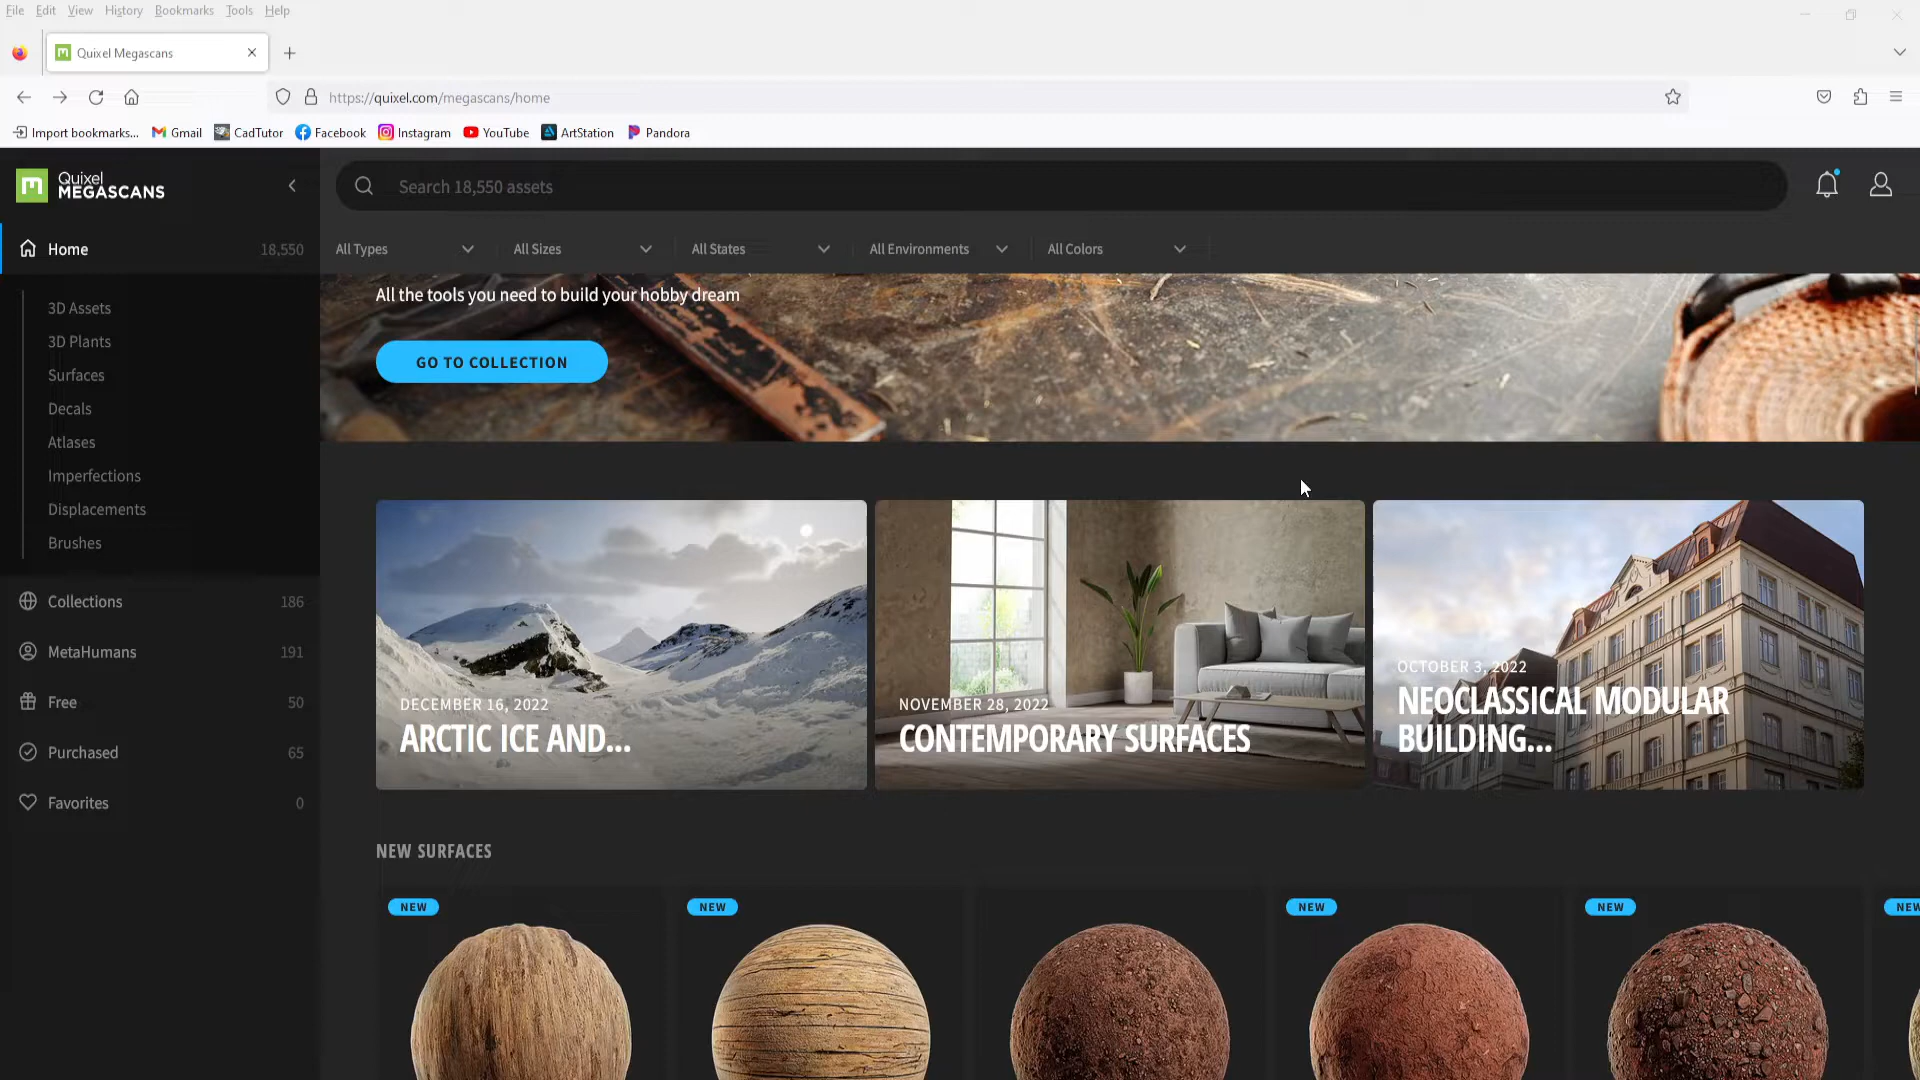 File Edit View History Bookmarks Tools Help
Quixel Megascans
https://quixel.com/megascans/home
Import bookmarks... Gmail CadTutor Facebook Instagram YouTube ArtStation Pandora
Quixel
MEGASCANS
Search 18,550 assets
Home 18,550
All Types All Sizes All States All Environments All Colors
All the tools you need to build your hobby dream
GO TO COLLECTION
3D Assets
3D Plants
Surfaces
Decals
Atlases
Imperfections
Displacements
Brushes
Collections 186
MetaHumans 191
Free 50
Purchased 65
Favorites 0
DECEMBER 16, 2022
ARCTIC ICE AND...
NOVEMBER 28, 2022
CONTEMPORARY SURFACES
OCTOBER 3, 2022
NEOCLASSICAL MODULAR
BUILDING...
NEW SURFACES
NEW NEW NEW NEW NEW